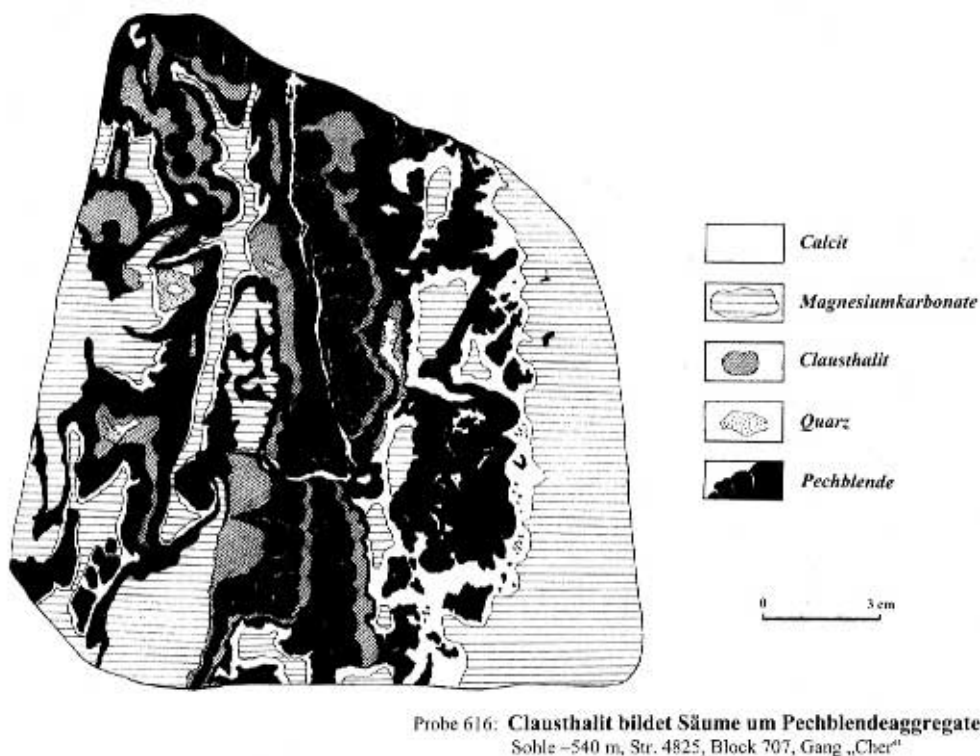 Calcit
Magnesiumkarbonate
Clausthalit
Quarz
Pechblende
0 3 cm
Probe 616: Clausthalit bildet Säume um Pechblendeaggregate
Sohle –540 m, Str. 4825, Block 707, Gang „Cher“